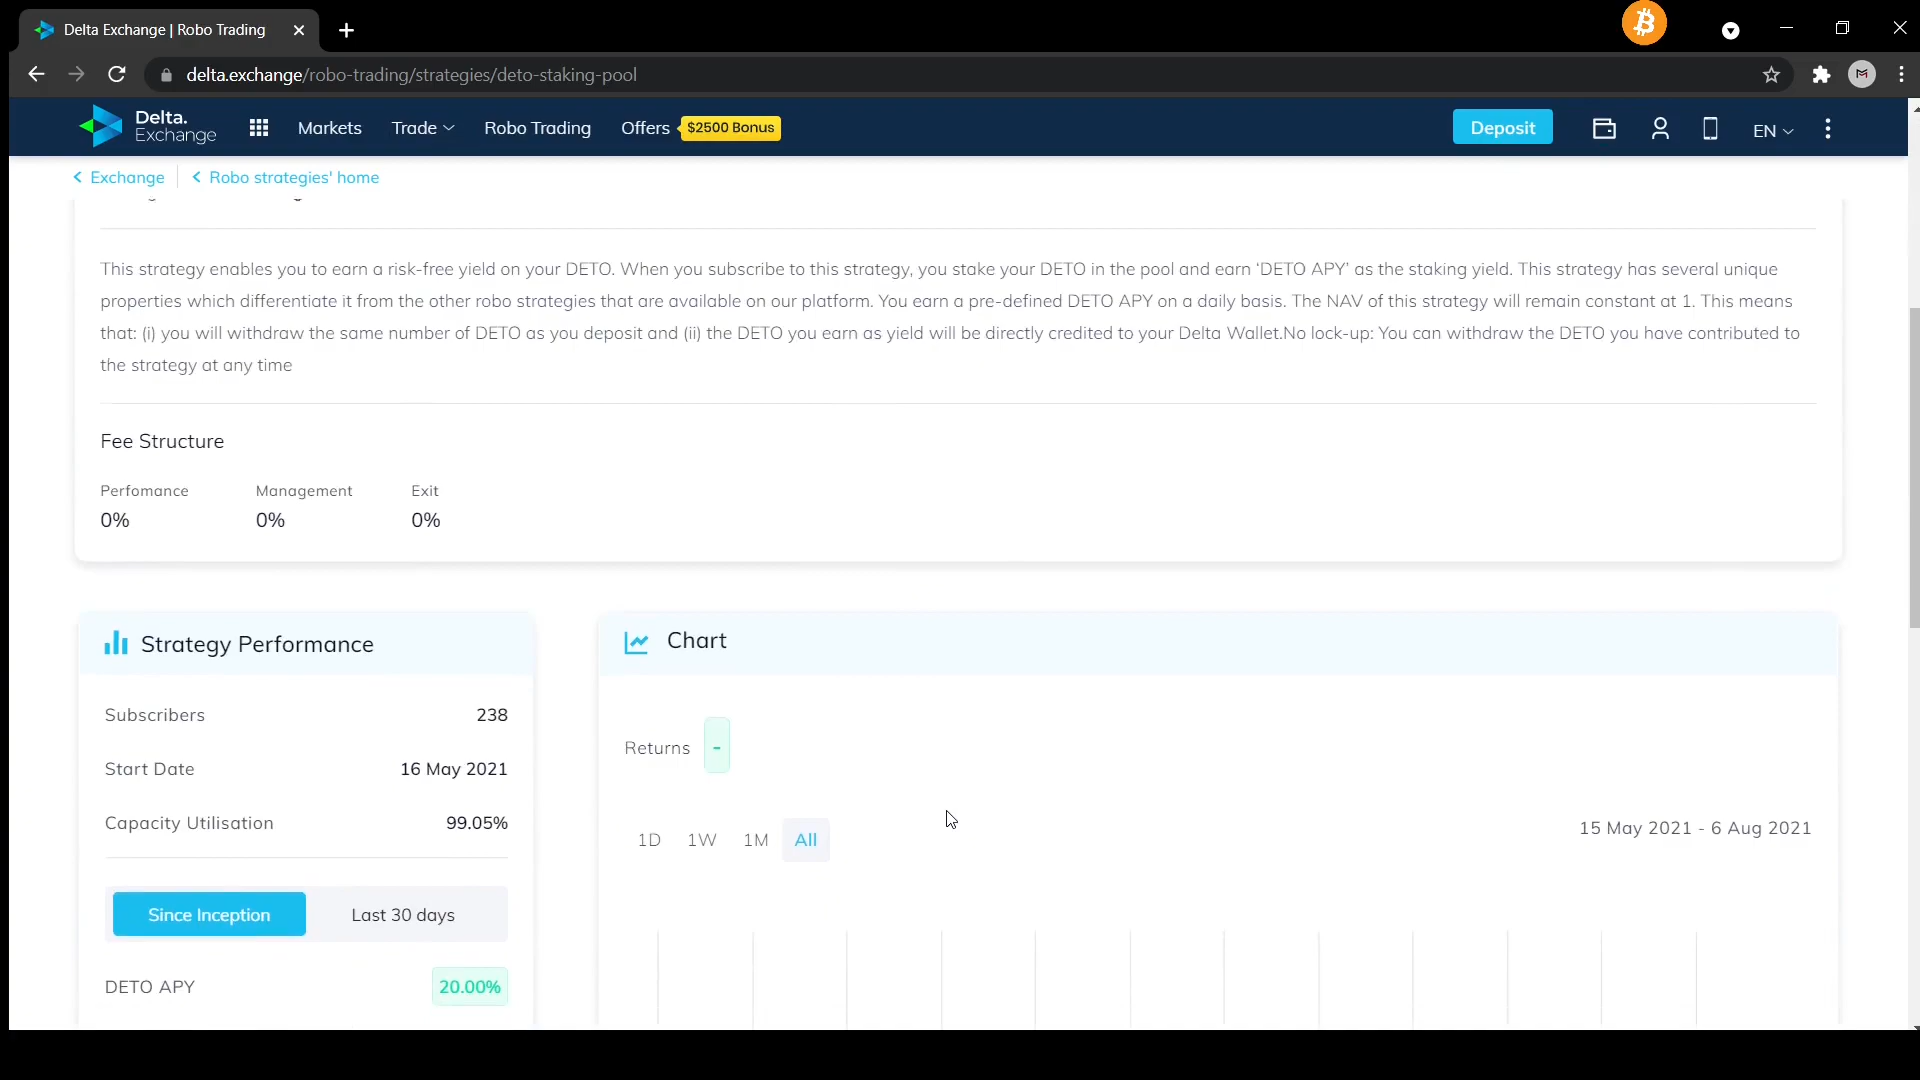 Delta Exchange | Robo Trading
delta.exchange/robo-trading/strategies/deto-staking-pool
Delta.
Exchange
Markets
Trade
Robo Trading
Offers
$2500 Bonus
Deposit
EN
Exchange
Robo strategies' home
This strategy enables you to earn a risk-free yield on your DETO. When you subscribe to this strategy, you stake your DETO in the pool and earn ‘DETO APY’ as the staking yield. This strategy has several unique
properties which differentiate it from the other robo strategies that are available on our platform. You earn a pre-defined DETO APY on a daily basis. The NAV of this strategy will remain constant at 1. This means
that: (i) you will withdraw the same number of DETO as you deposit and (ii) the DETO you earn as yield will be directly credited to your Delta Wallet.No lock-up: You can withdraw the DETO you have contributed to
the strategy at any time
Fee Structure
Perfomance Management Exit
0% 0% 0%
Strategy Performance
Subscribers 238
Start Date 16 May 2021
Capacity Utilisation 99.05%
Since Inception Last 30 days
DETO APY 20.00%
Chart
Returns -
1D 1W 1M All
15 May 2021 - 6 Aug 2021